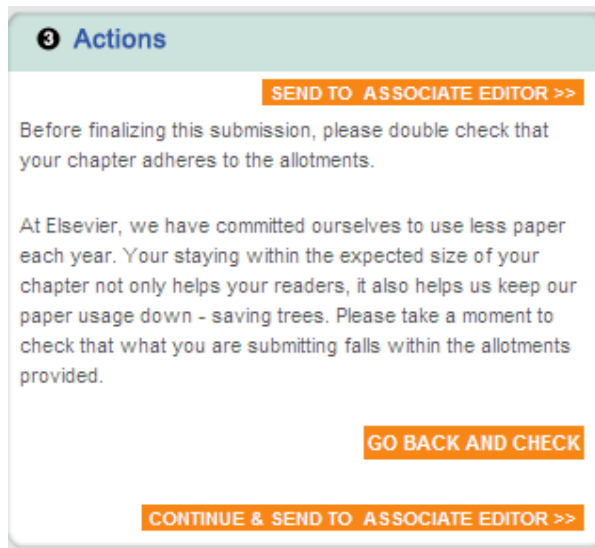 ❸ Actions
SEND TO ASSOCIATE EDITOR >>
Before finalizing this submission, please double check that
your chapter adheres to the allotments.
At Elsevier, we have committed ourselves to use less paper
each year. Your staying within the expected size of your
chapter not only helps your readers, it also helps us keep our
paper usage down - saving trees. Please take a moment to
check that what you are submitting falls within the allotments
provided.
GO BACK AND CHECK
CONTINUE & SEND TO ASSOCIATE EDITOR >>